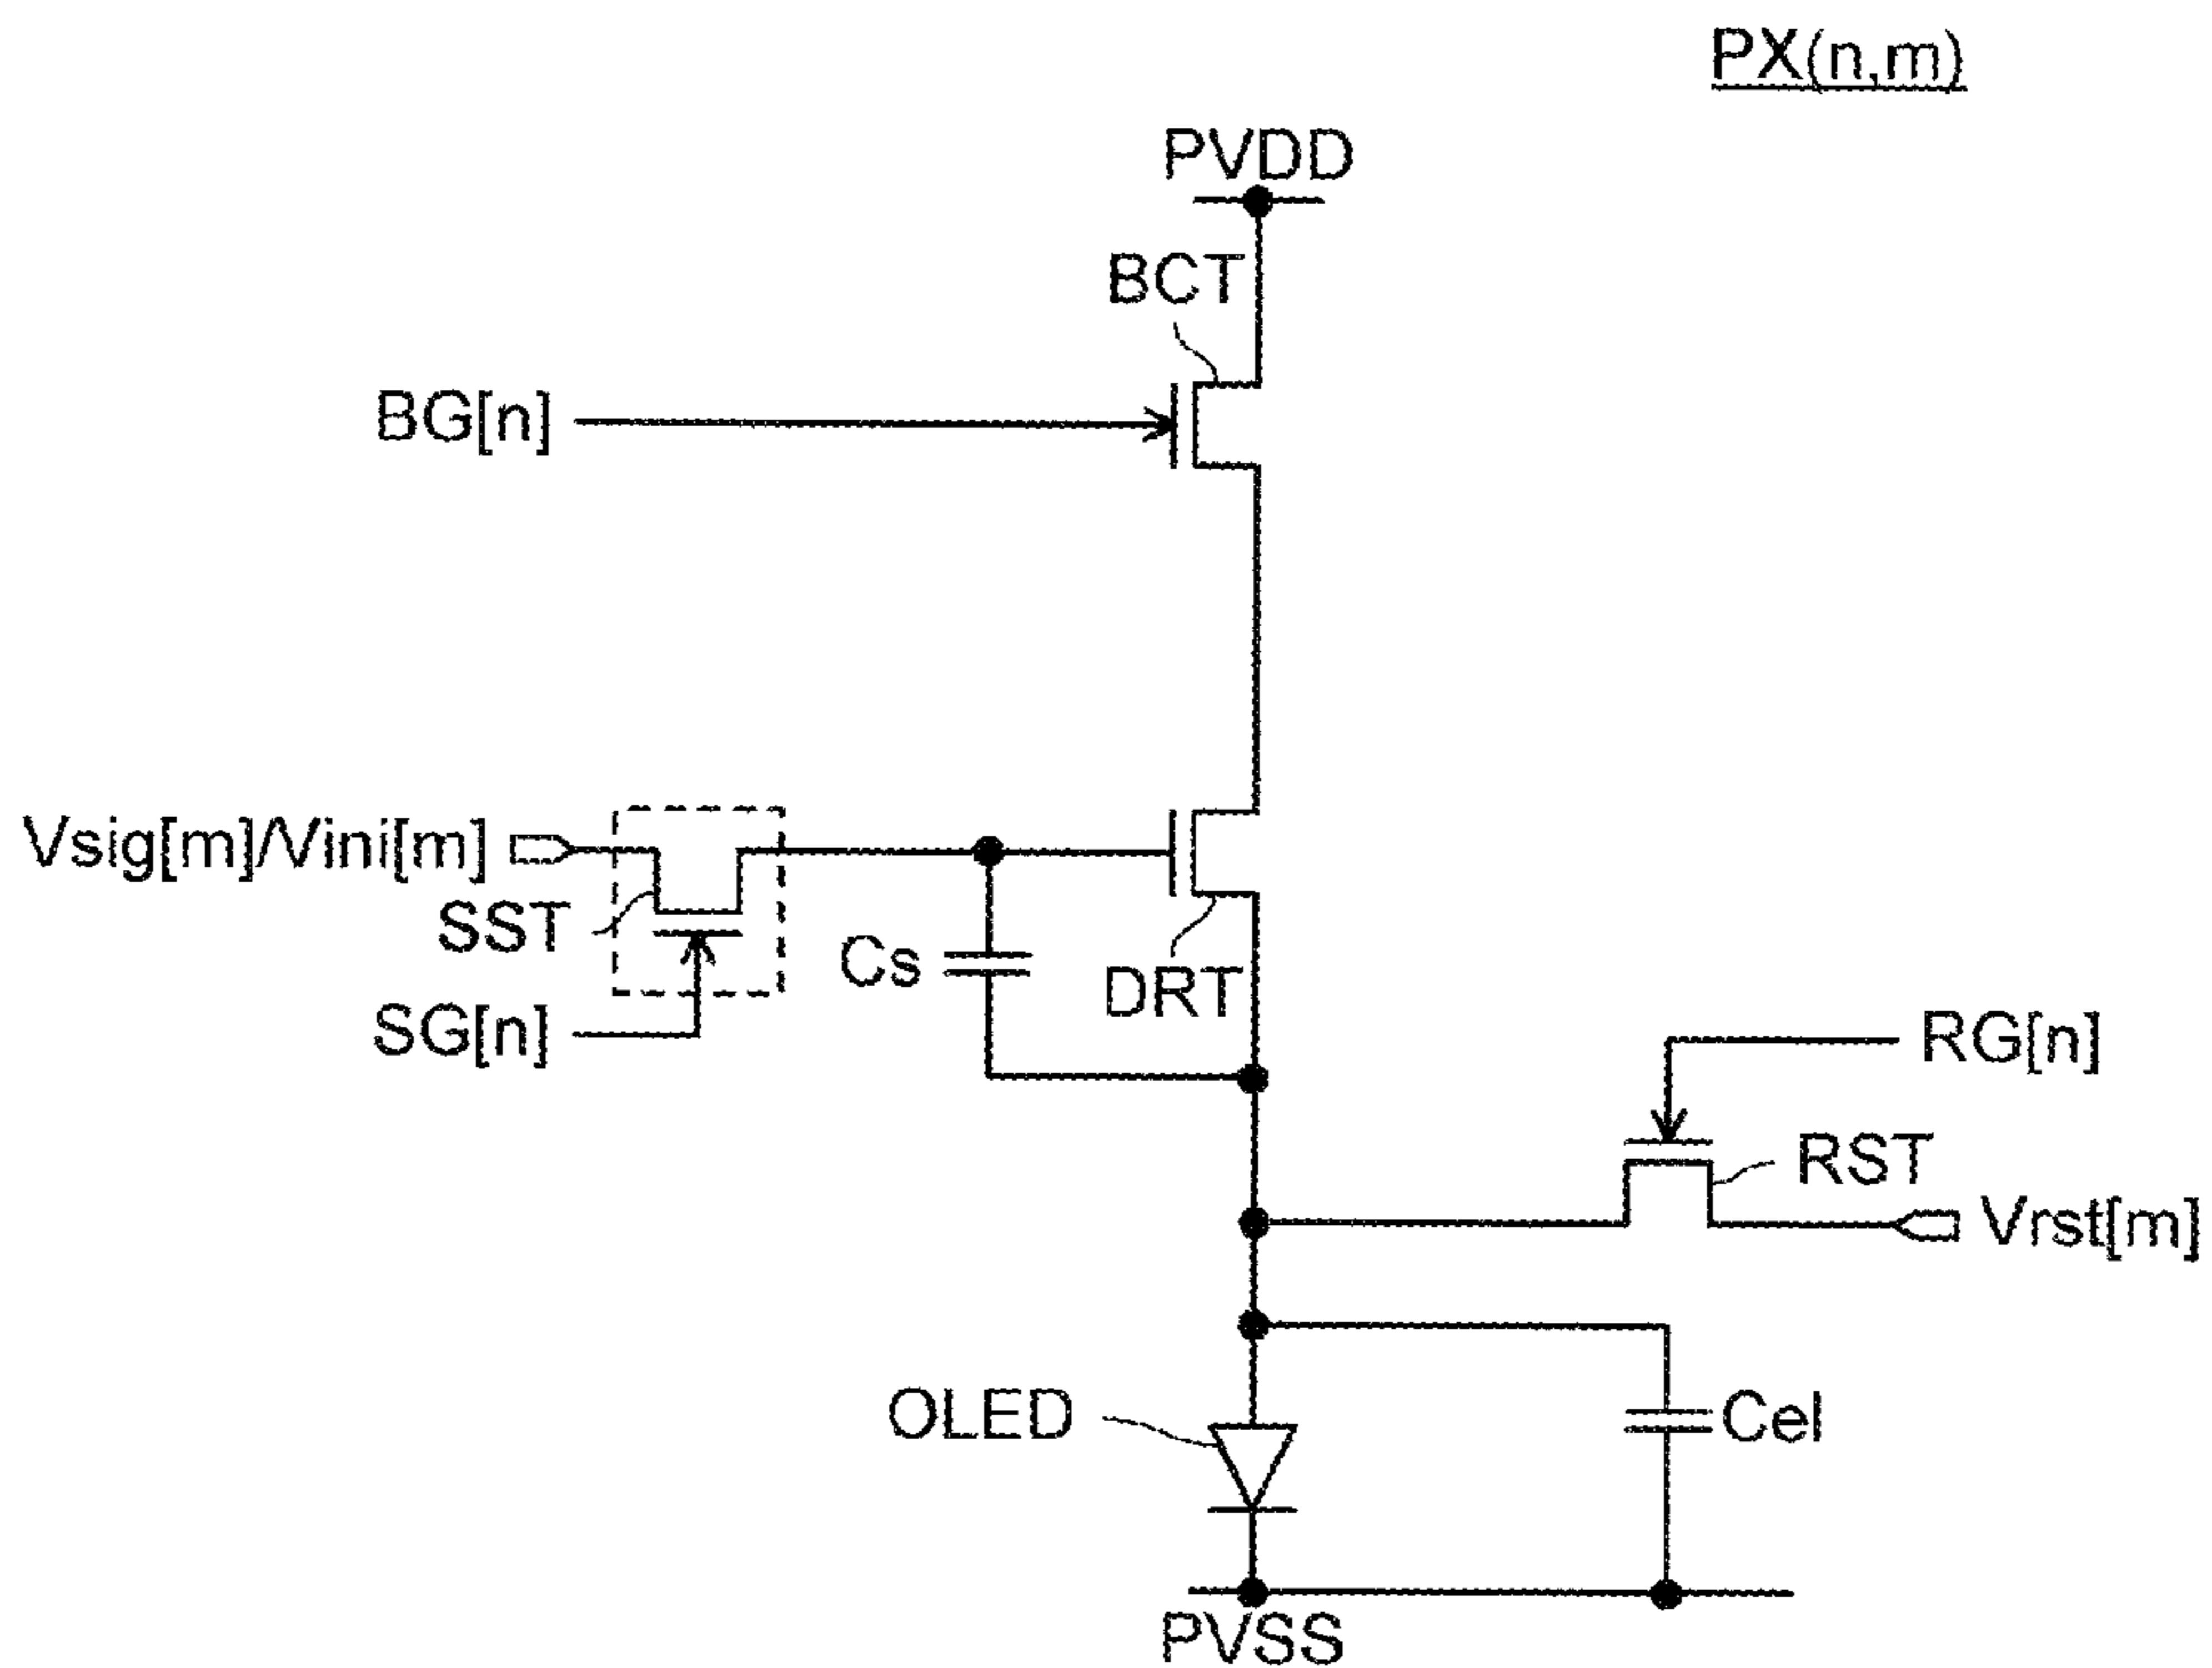 PX(n,m)
PVDD
BCT
BG[n]
Vsig[m]/Vini[m]
SST
Cs
DRT
SG[n]
RG[n]
RST
Vrst[m]
OLED
Cel
PVSS